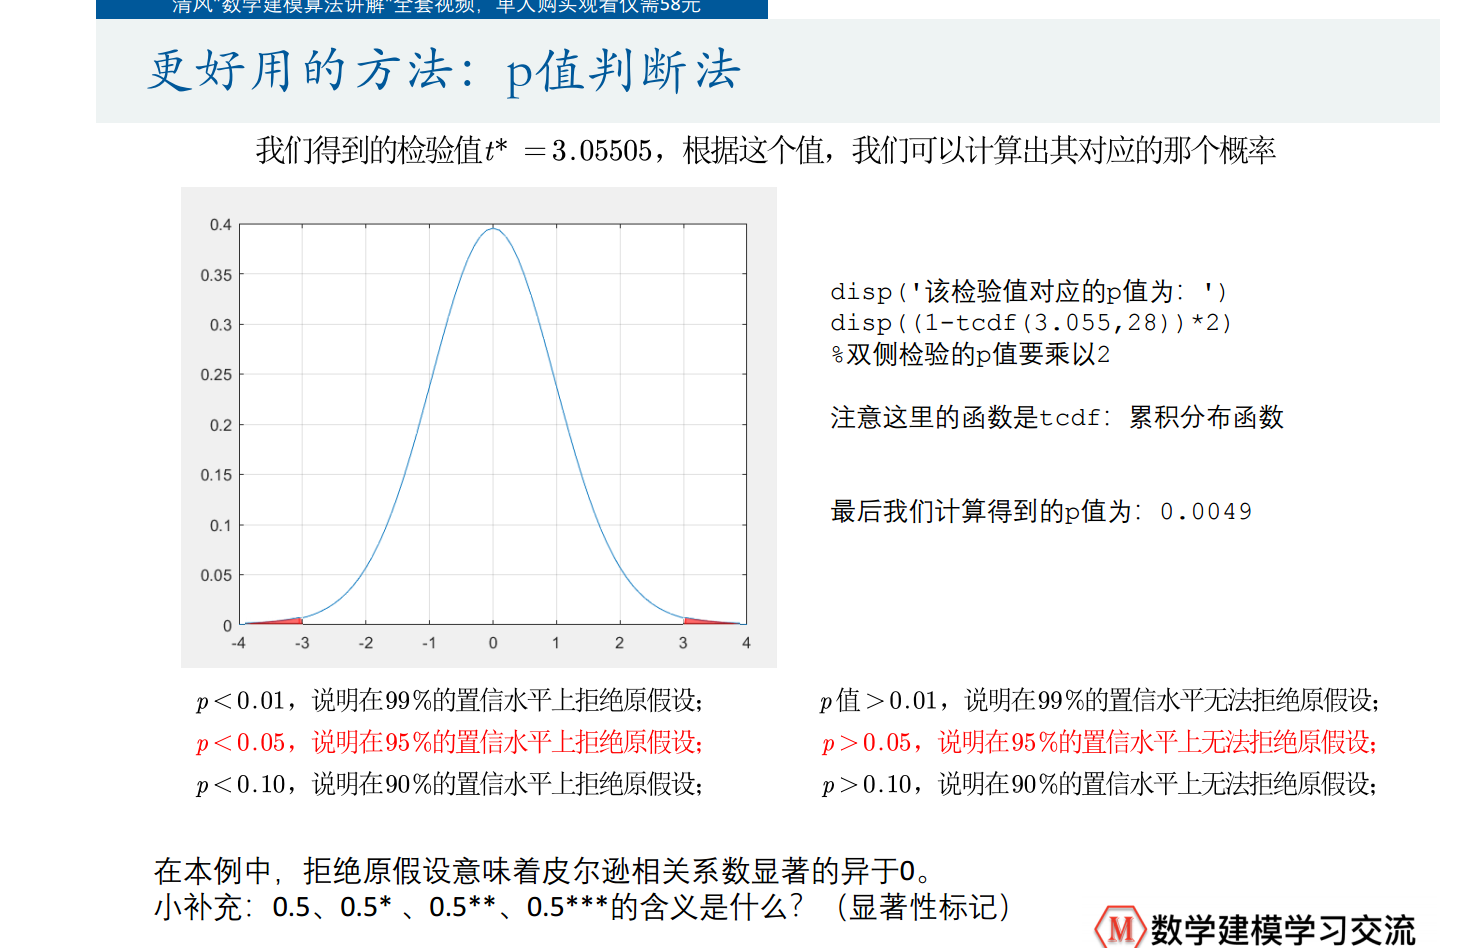 清风"数学建模算法讲解"全套视频，单人购买观看仅需58元
更好用的方法：p值判断法
我们得到的检验值t* =3.05505，根据这个值，我们可以计算出其对应的那个概率
0.4
0.35
0.3
0.25
0.2
0.15
0.1
0.05
0
-4 -3 -2 -1 0 1 2 3 4
disp('该检验值对应的p值为：')
disp((1-tcdf(3.055,28))*2)
%双侧检验的p值要乘以2
注意这里的函数是tcdf：累积分布函数
最后我们计算得到的p值为：0.0049
p<0.01，说明在99%的置信水平上拒绝原假设；
p<0.05，说明在95%的置信水平上拒绝原假设；
p<0.10，说明在90%的置信水平上拒绝原假设；
p值>0.01，说明在99%的置信水平无法拒绝原假设；
p>0.05，说明在95%的置信水平上无法拒绝原假设；
p>0.10，说明在90%的置信水平上无法拒绝原假设；
在本例中，拒绝原假设意味着皮尔逊相关系数显著的异于0。
小补充：0.5、0.5* 、0.5**、0.5***的含义是什么？（显著性标记）
M 数学建模学习交流